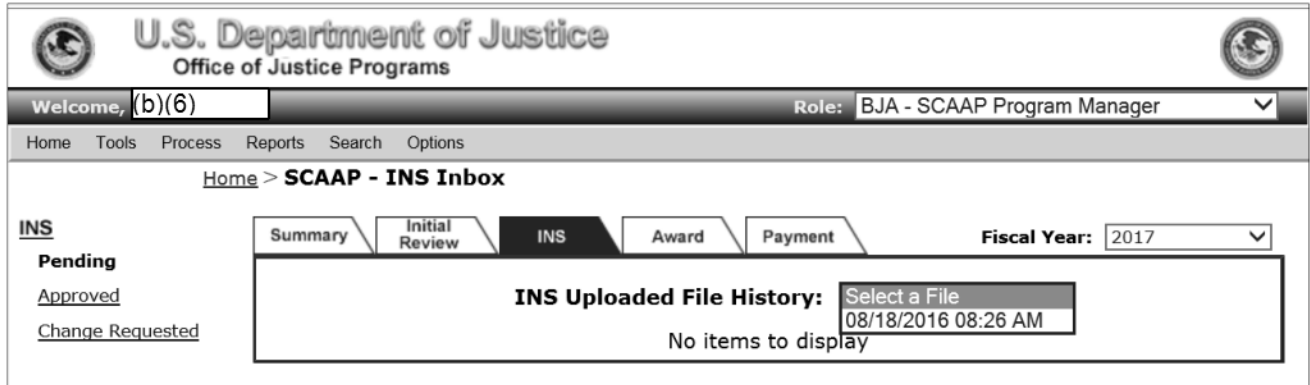 U.S. Department of Justice
Office of Justice Programs
Welcome, (b)(6) Role: BJA - SCAAP Program Manager
Home Tools Process Reports Search Options
Home > SCAAP - INS Inbox
INS
Pending
Approved
Change Requested
Summary Initial Review INS Award Payment Fiscal Year: 2017
INS Uploaded File History: Select a File
08/18/2016 08:26 AM
No items to display